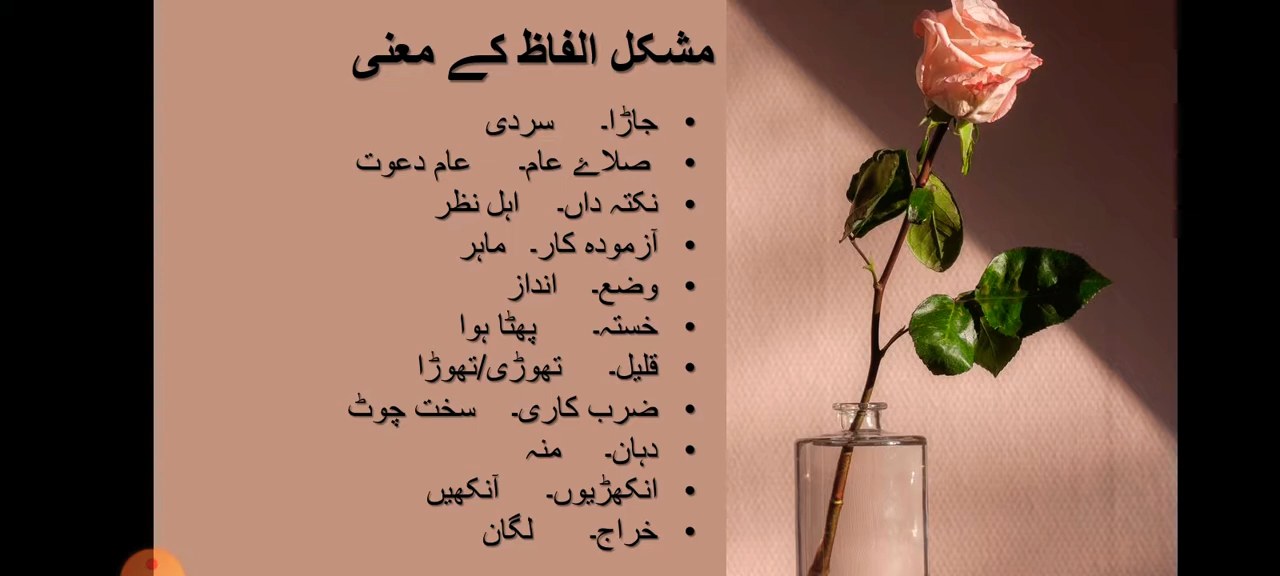 مشکل الفاظ کے معنی
جاڑا۔ سردی
صلاۓ عام۔ عام دعوت
نکتہ داں۔ اہل نظر
آزمودہ کار۔ ماہر
وضع۔ انداز
خستہ۔ پھٹا ہوا
قلیل۔ تھوڑی/تھوڑا
ضرب کاری۔ سخت چوٹ
دہان۔ منہ
انکھڑیوں۔ آنکھیں
خراج۔ لگان